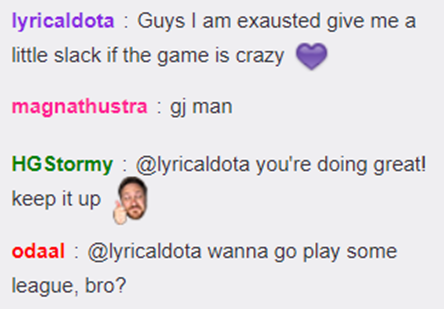 lyricaldota : Guys I am exausted give me a
little slack if the game is crazy
magnathustra : gj man
HGStormy : @lyricaldota you're doing great!
keep it up
odaal : @lyricaldota wanna go play some
league, bro?